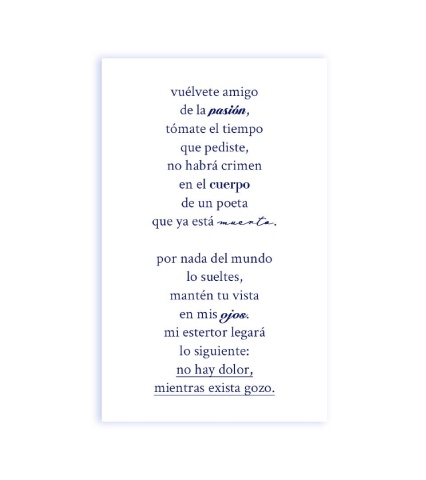 vuélvete amigo
de la pasión,
tómate el tiempo
que pediste,
no habrá crimen
en el cuerpo
de un poeta
que ya está muerto.
por nada del mundo
lo sueltes,
mantén tu vista
en mis ojos.
mi estertor legará
lo siguiente:
no hay dolor,
mientras exista gozo.